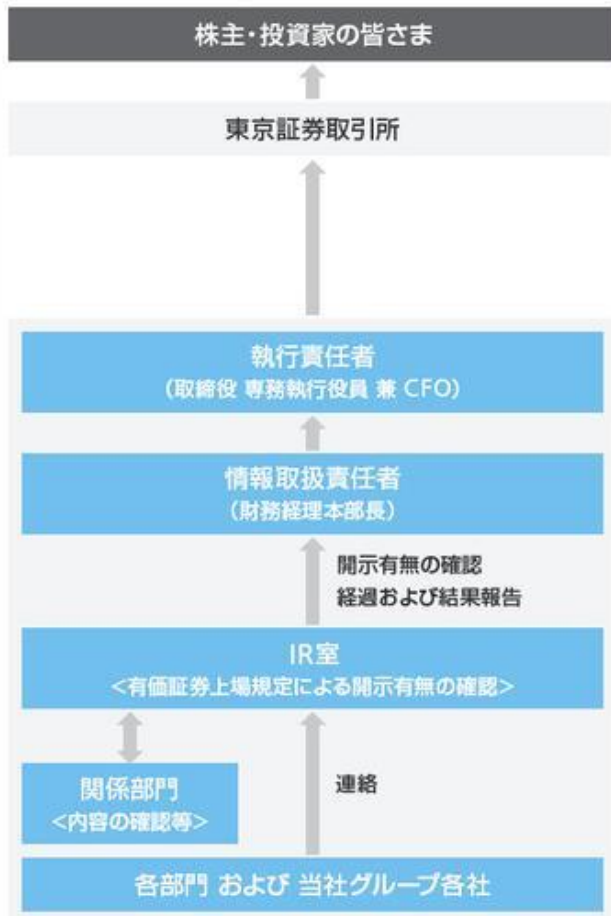 株主・投資家の皆さま
東京証券取引所
執行責任者
(取締役 専務執行役員 兼 CFO)
情報取扱責任者
(財務経理本部長)
開示有無の確認
経過および結果報告
IR室
<有価証券上場規定による開示有無の確認>
関係部門
<内容の確認等>
連絡
各部門 および 当社グループ各社